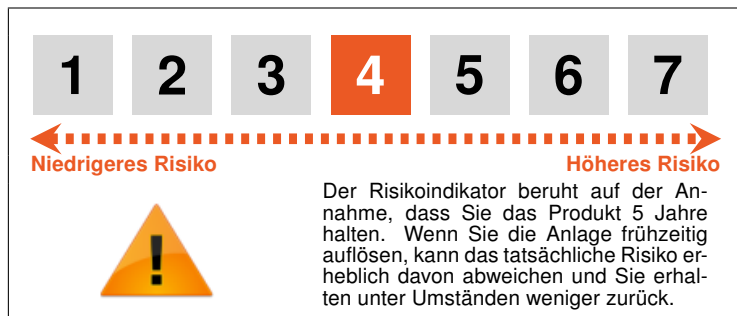 1 2 3 4 5 6 7
Niedrigeres Risiko Höheres Risiko
Der Risikoindikator beruht auf der An-
nahme, dass Sie das Produkt 5 Jahre
halten. Wenn Sie die Anlage frühzeitig
auflösen, kann das tatsächliche Risiko er-
heblich davon abweichen und Sie erhal-
ten unter Umständen weniger zurück.